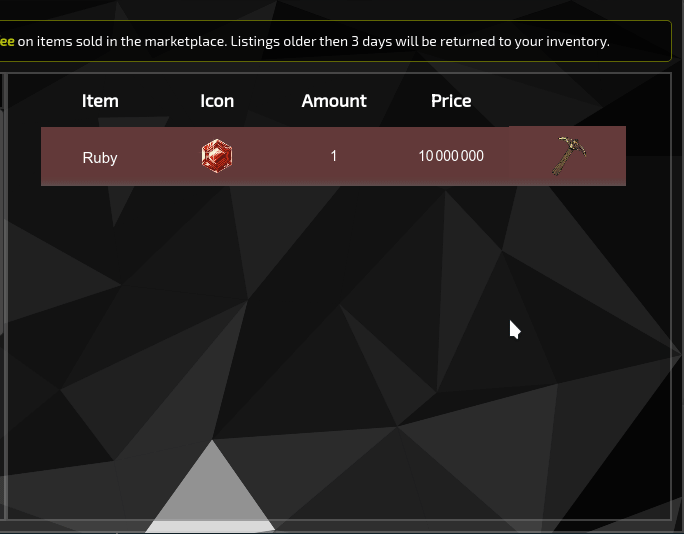 ee on items sold in the marketplace. Listings older then 3 days will be returned to your inventory.
Item Icon Amount Price
Ruby 1 10 000 000